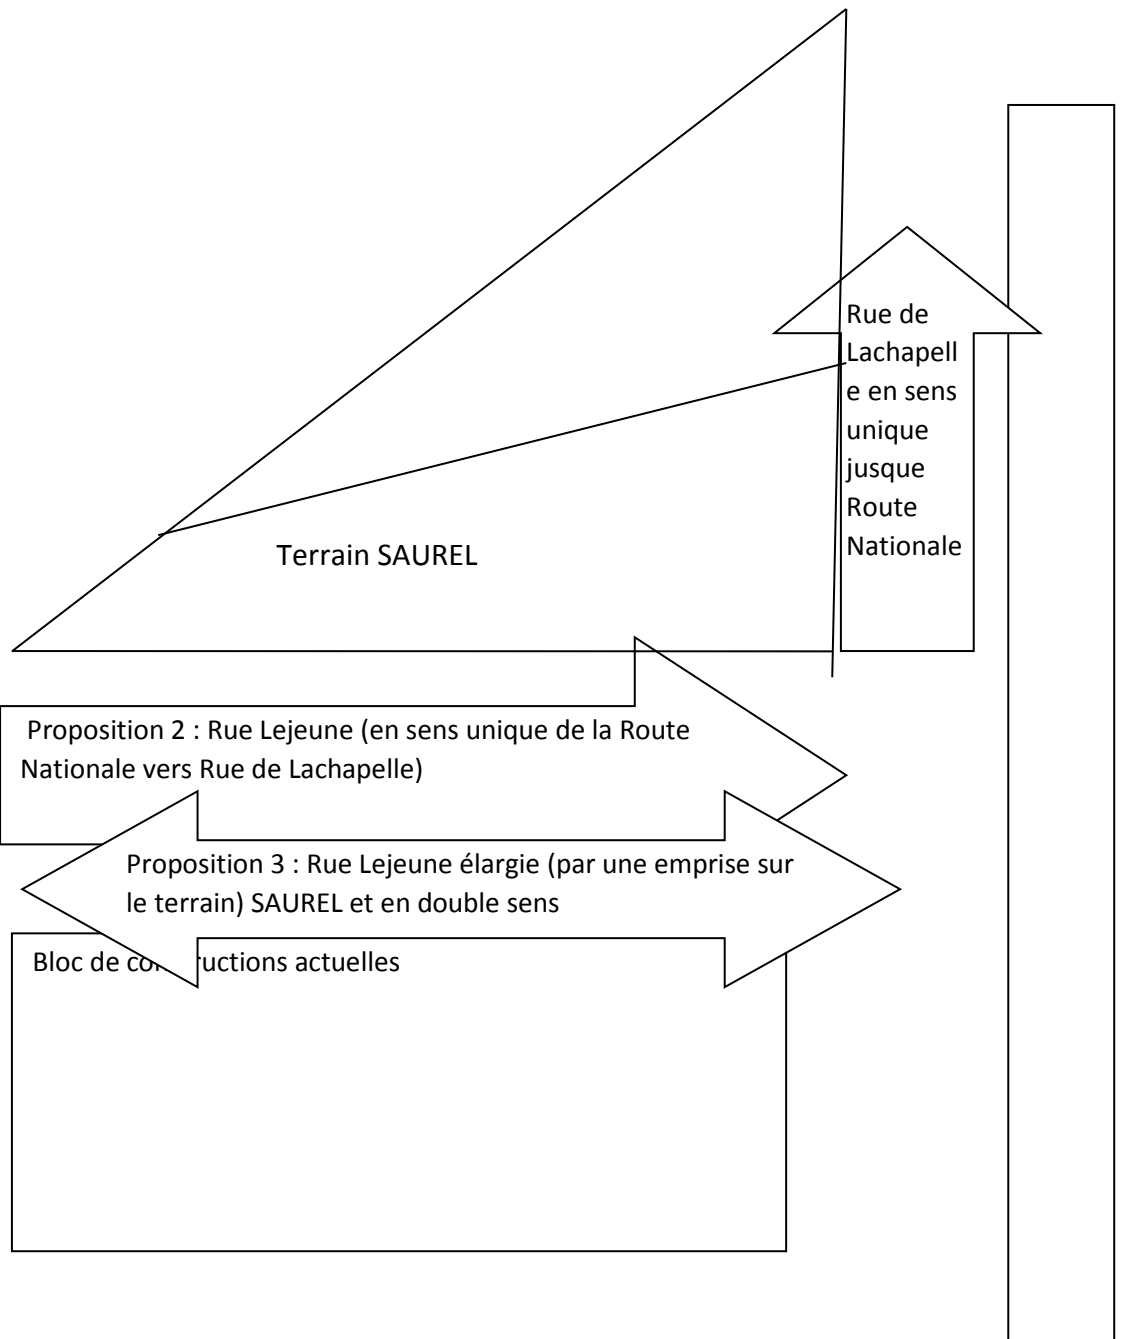 Rue de
Lachapell
e en sens
unique
jusque
Route
Nationale
Terrain SAUREL
Proposition 2 : Rue Lejeune (en sens unique de la Route
Nationale vers Rue de Lachapelle)
Proposition 3 : Rue Lejeune élargie (par une emprise sur
le terrain) SAUREL et en double sens
Bloc de constructions actuelles